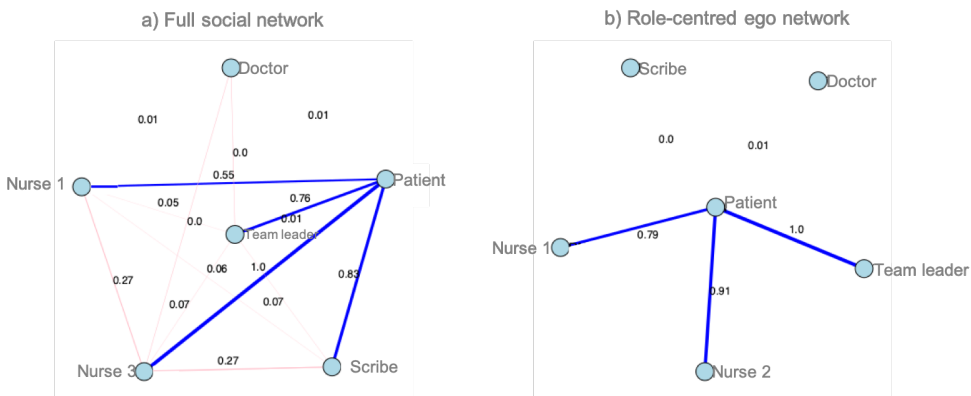 a) Full social network
b) Role-centred ego network
Doctor
0.01
0.01
0.0
0.55
Nurse 1
Patient
0.76
0.05
0.01
0.0
Team leader
0.06
1.0
0.83
0.27
0.07
0.07
0.27
Nurse 3
Scribe
Scribe
Doctor
0.0
0.01
Patient
0.79
1.0
Nurse 1
Team leader
0.91
Nurse 2